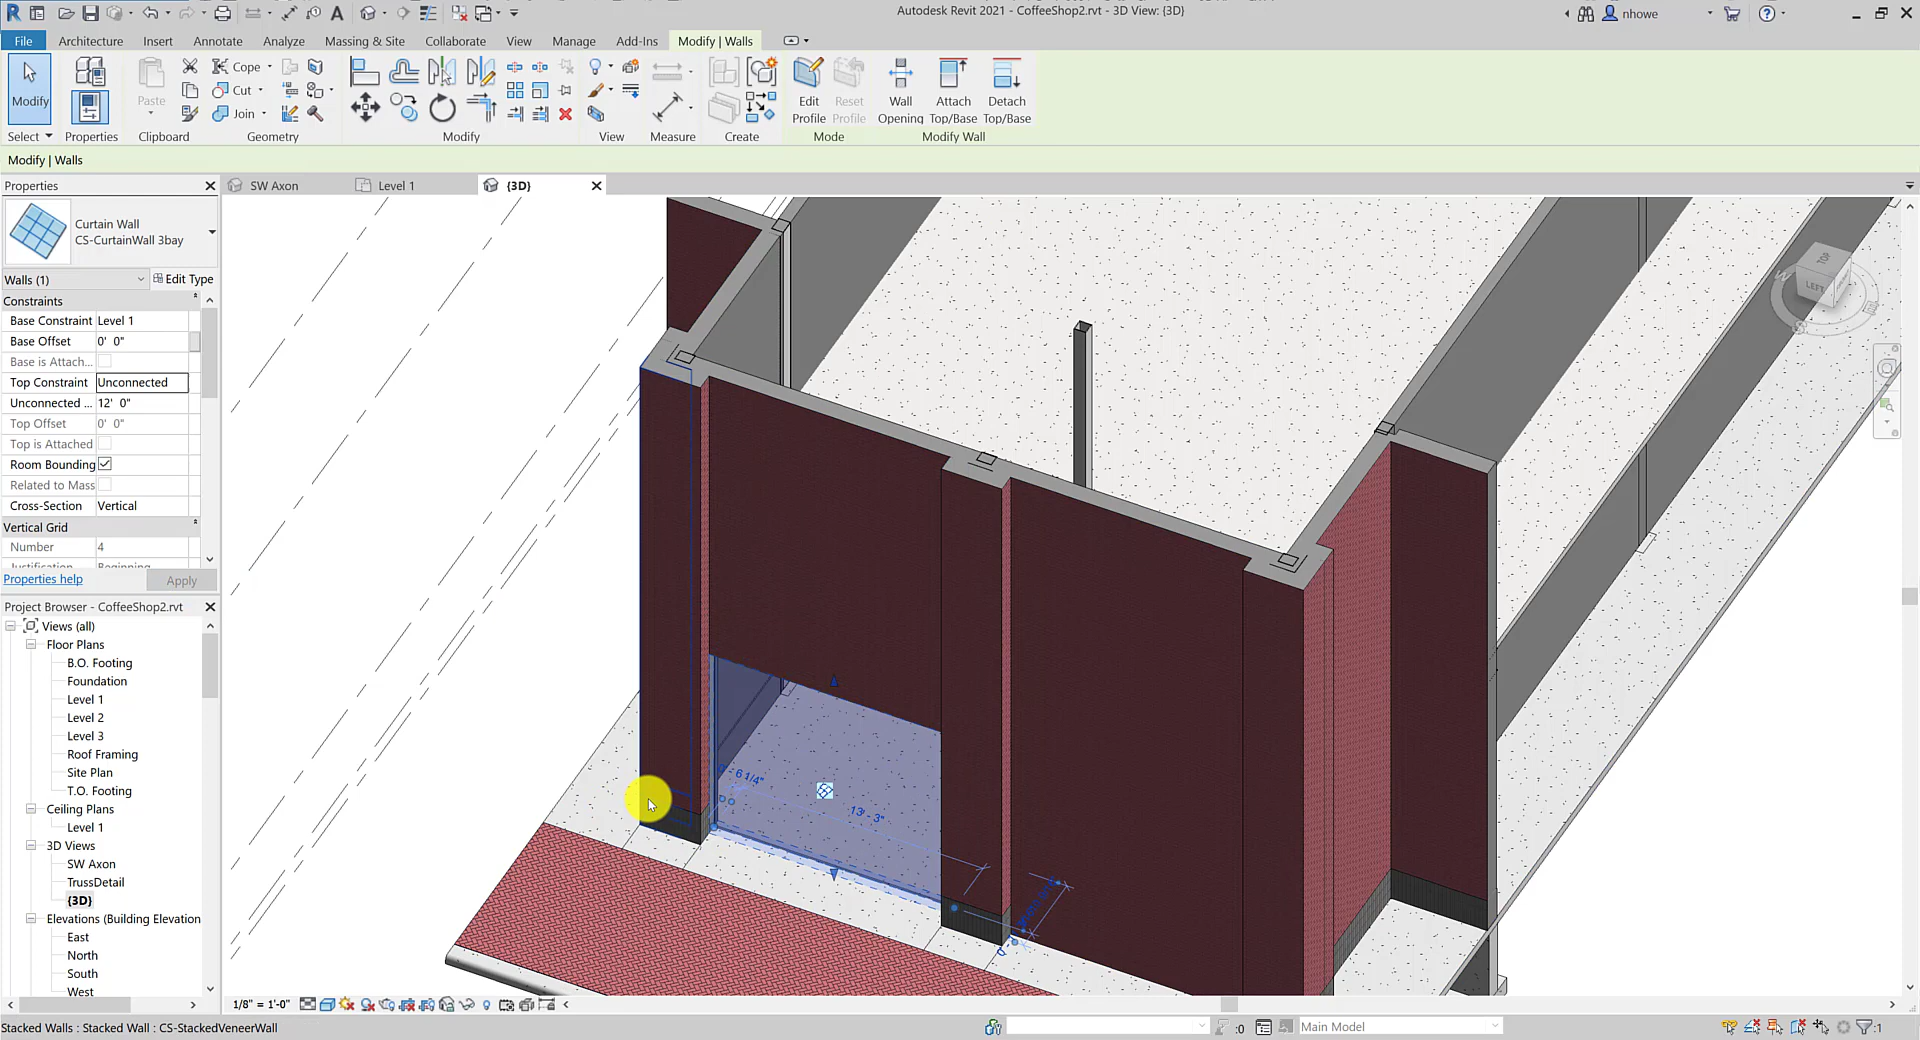 Autodesk Revit 2021 - CoffeeShop2.rvt - 3D View: {3D}
nhowe
File Architecture Insert Annotate Analyze Massing & Site Collaborate View Manage Add-Ins Modify | Walls
Modify
Paste
Cope
Cut
Join
Edit Profile
Reset Profile
Wall Opening
Attach Top/Base
Detach Top/Base
Select Properties Clipboard Geometry Modify View Measure Create Mode Modify Wall
Modify | Walls
Properties
SW Axon
Level 1
{3D}
Curtain Wall
CS-CurtainWall 3bay
Walls (1)
Edit Type
Constraints
Base Constraint Level 1
Base Offset 0' 0"
Base is Attach...
Top Constraint Unconnected
Unconnected ... 12' 0"
Top Offset 0' 0"
Top is Attached
Room Bounding
Related to Mass
Cross-Section Vertical
Vertical Grid
Number 4
Justification Beginning
Properties help
Apply
Project Browser - CoffeeShop2.rvt
Views (all)
Floor Plans
B.O. Footing
Foundation
Level 1
Level 2
Level 3
Roof Framing
Site Plan
T.O. Footing
Ceiling Plans
Level 1
3D Views
SW Axon
TrussDetail
{3D}
Elevations (Building Elevation
East
North
South
West
TOP
LEFT
W
6 1/4"
13' - 3"
1/8" = 1'-0"
Stacked Walls : Stacked Wall : CS-StackedVeneerWall
:0
Main Model
:1